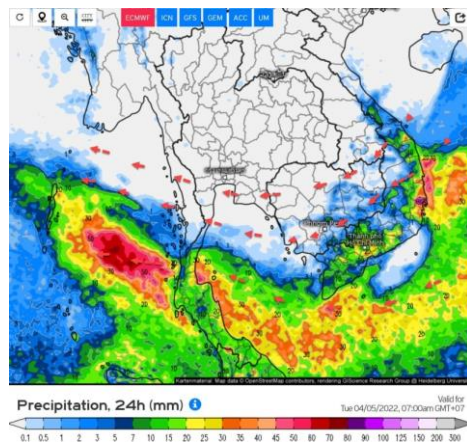 ECMWF ICN GFS GEM ACC UM
Kartenmaterial: Map data © OpenStreetMap contributors, rendering GIScience Research Group @ Heidelberg University
Precipitation, 24h (mm)
Valid for
Tue 04/05/2022, 07:00am GMT+07
0.1 0.5 1 2 3 5 7 10 15 20 25 30 35 40 45 50 60 70 80 90 100 125 150 200 300